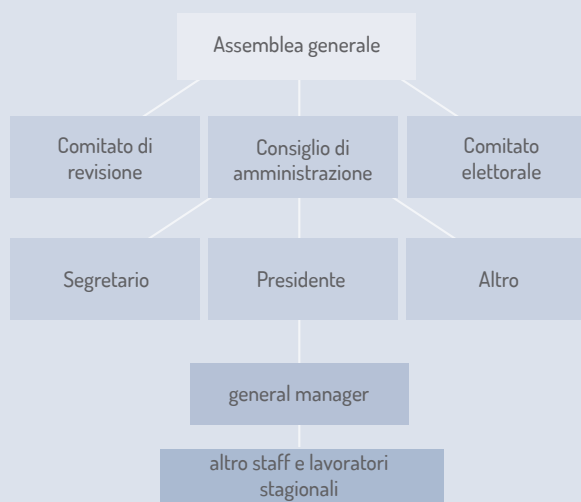 Assemblea generale
Comitato di
revisione
Consiglio di
amministrazione
Comitato
elettorale
Segretario
Presidente
Altro
general manager
altro staff e lavoratori
stagionali